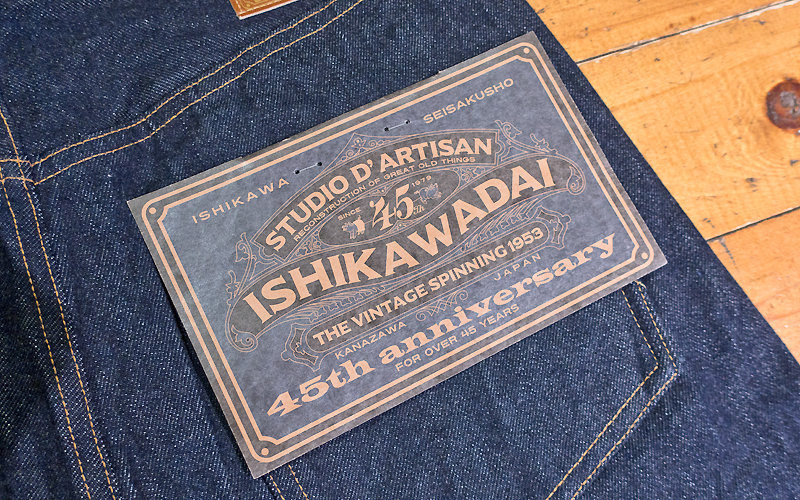 ISHIKAWA SEISAKUSHO
STUDIO D'ARTISAN
RECONSTRUCTION OF GREAT OLD THINGS
SINCE '45 1979
ISHIKAWADAI
THE VINTAGE SPINNING 1953
KANAZAWA JAPAN
45th anniversary
FOR OVER 45 YEARS